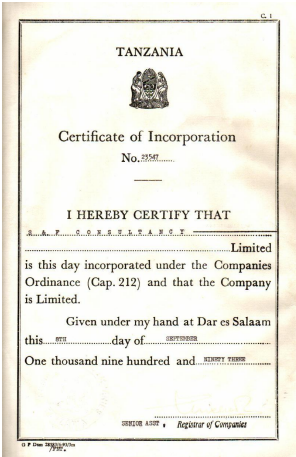 C. 1
TANZANIA
Certificate of Incorporation
No. 23547
I HEREBY CERTIFY THAT
S A F CONSULTANCY
Limited
is this day incorporated under the Companies
Ordinance (Cap. 212) and that the Company
is Limited.
Given under my hand at Dar es Salaam
this 8TH day of SEPTEMBER
One thousand nine hundred and NINETY THREE
SENIOR ASST, Registrar of Companies
G P Dsm